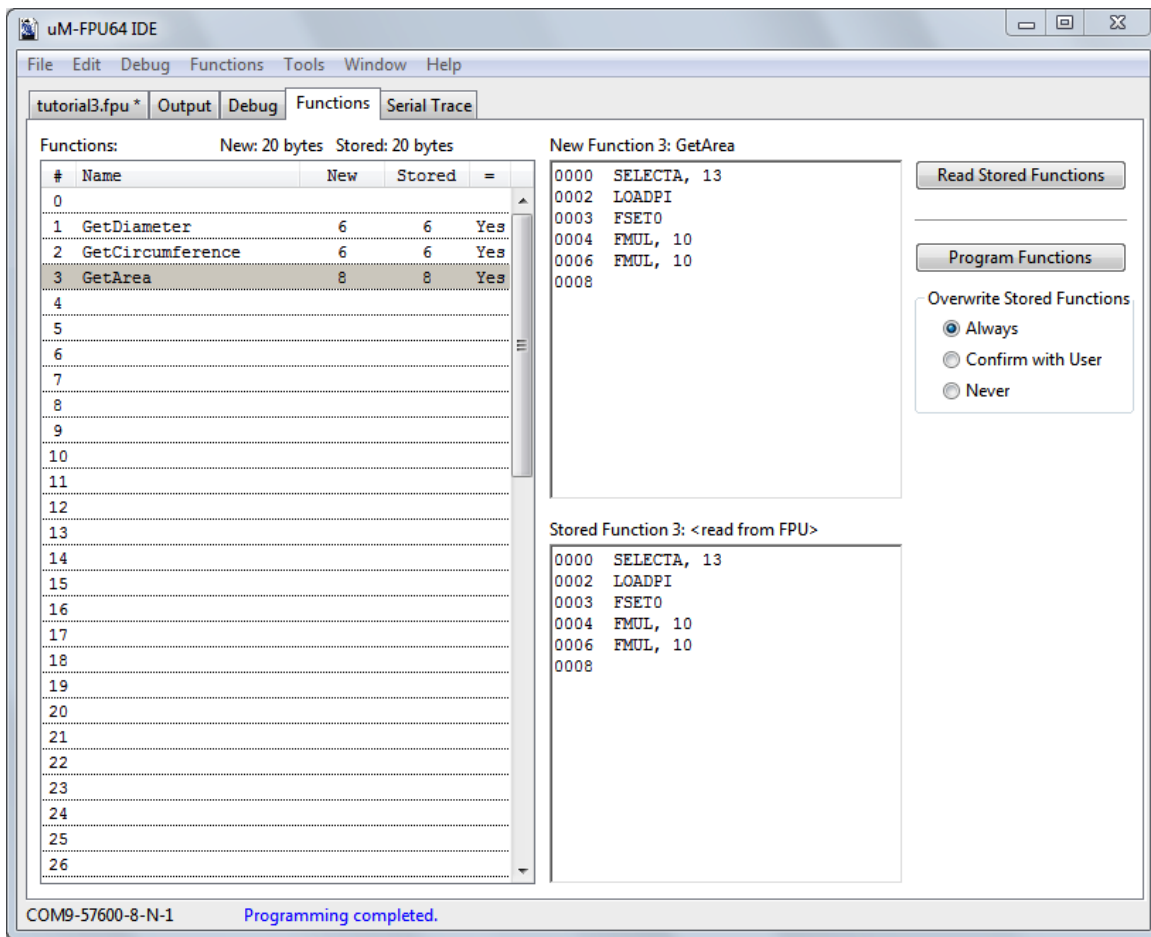 uM-FPU64 IDE
File Edit Debug Functions Tools Window Help
tutorial3.fpu * Output Debug Functions Serial Trace
Functions: New: 20 bytes Stored: 20 bytes
# Name New Stored =
0
1 GetDiameter 6 6 Yes
2 GetCircumference 6 6 Yes
3 GetArea 8 8 Yes
4
5
6
7
8
9
10
11
12
13
14
15
16
17
18
19
20
21
22
23
24
25
26
New Function 3: GetArea
0000 SELECTA, 13
0002 LOADPI
0003 FSET0
0004 FMUL, 10
0006 FMUL, 10
0008
Stored Function 3: <read from FPU>
0000 SELECTA, 13
0002 LOADPI
0003 FSET0
0004 FMUL, 10
0006 FMUL, 10
0008
Read Stored Functions
Program Functions
Overwrite Stored Functions
Always
Confirm with User
Never
COM9-57600-8-N-1 Programming completed.